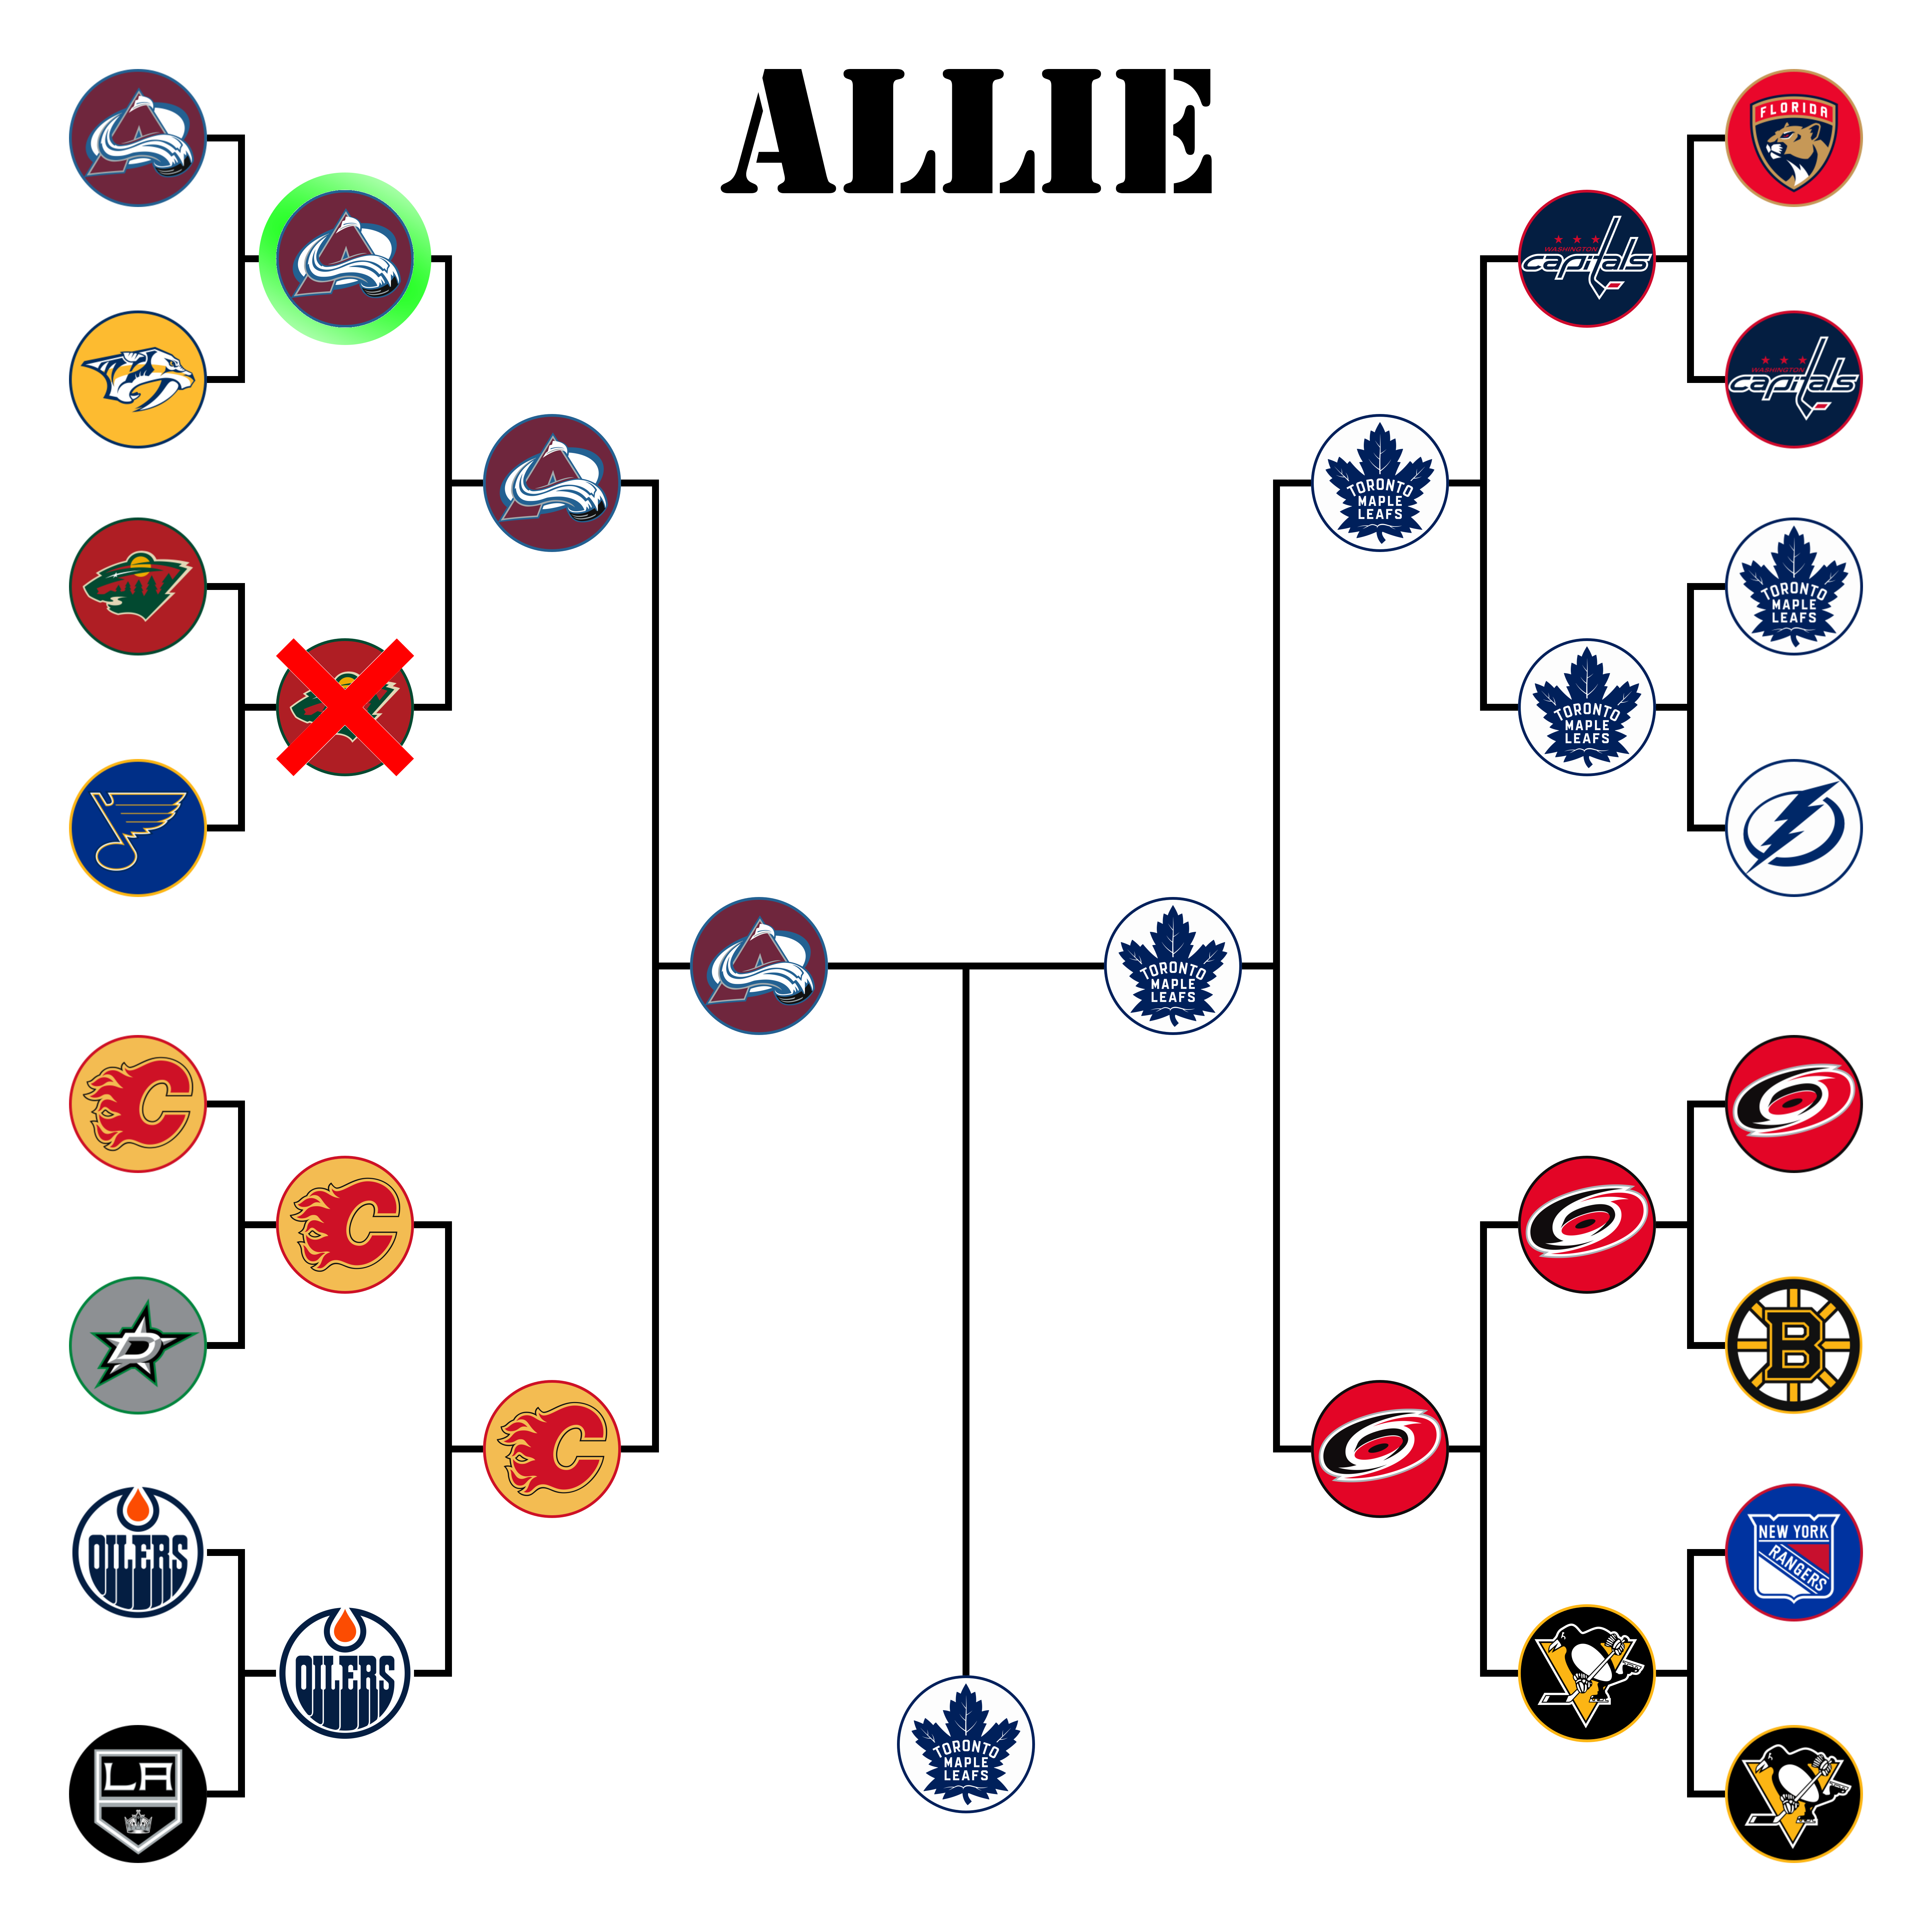 ALLIE
FLORIDA
WASHINGTON
capitals
WASHINGTON
capitals
TORONTO
MAPLE
LEAFS
TORONTO
MAPLE
LEAFS
TORONTO
MAPLE
LEAFS
TORONTO
MAPLE
LEAFS
A
A
A
A
C
C
C
D
B
OILERS
NEW YORK
RANGERS
OILERS
LA
TORONTO
MAPLE
LEAFS